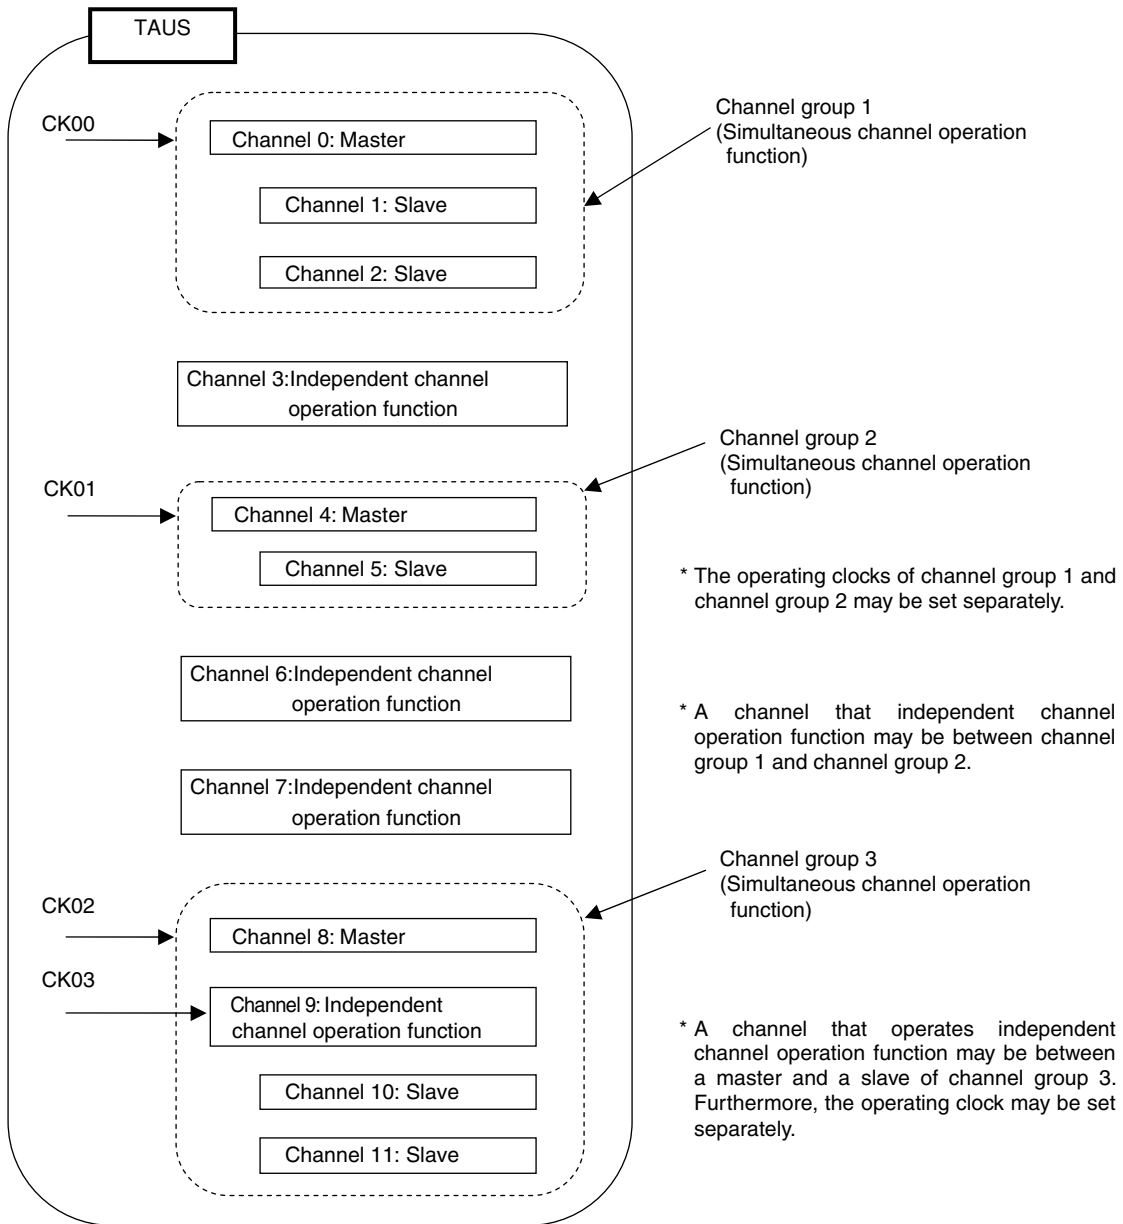 TAUS
CK00
Channel 0: Master
Channel 1: Slave
Channel 2: Slave
Channel group 1
(Simultaneous channel operation
function)
Channel 3:Independent channel
operation function
CK01
Channel 4: Master
Channel 5: Slave
Channel group 2
(Simultaneous channel operation
function)
* The operating clocks of channel group 1 and
channel group 2 may be set separately.
Channel 6:Independent channel
operation function
* A channel that independent channel
operation function may be between channel
group 1 and channel group 2.
Channel 7:Independent channel
operation function
Channel group 3
(Simultaneous channel operation
function)
CK02
Channel 8: Master
CK03
Channel 9: Independent
channel operation function
Channel 10: Slave
Channel 11: Slave
* A channel that operates independent
channel operation function may be between
a master and a slave of channel group 3.
Furthermore, the operating clock may be set
separately.